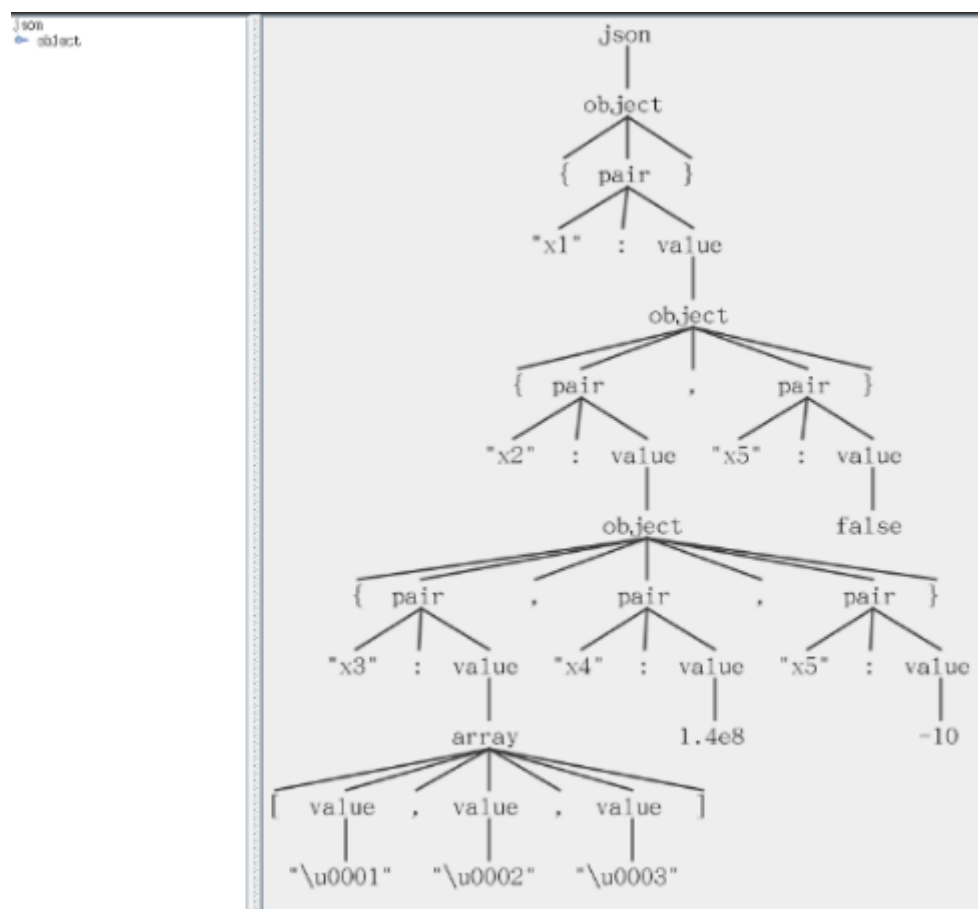 json
object
json
object
{ pair }
"x1" : value
object
{ pair , pair }
"x2" : value "x5" : value
object false
{ pair , pair , pair }
"x3" : value "x4" : value "x5" : value
array 1.4e8 -10
[ value , value , value ]
"\u0001" "\u0002" "\u0003"